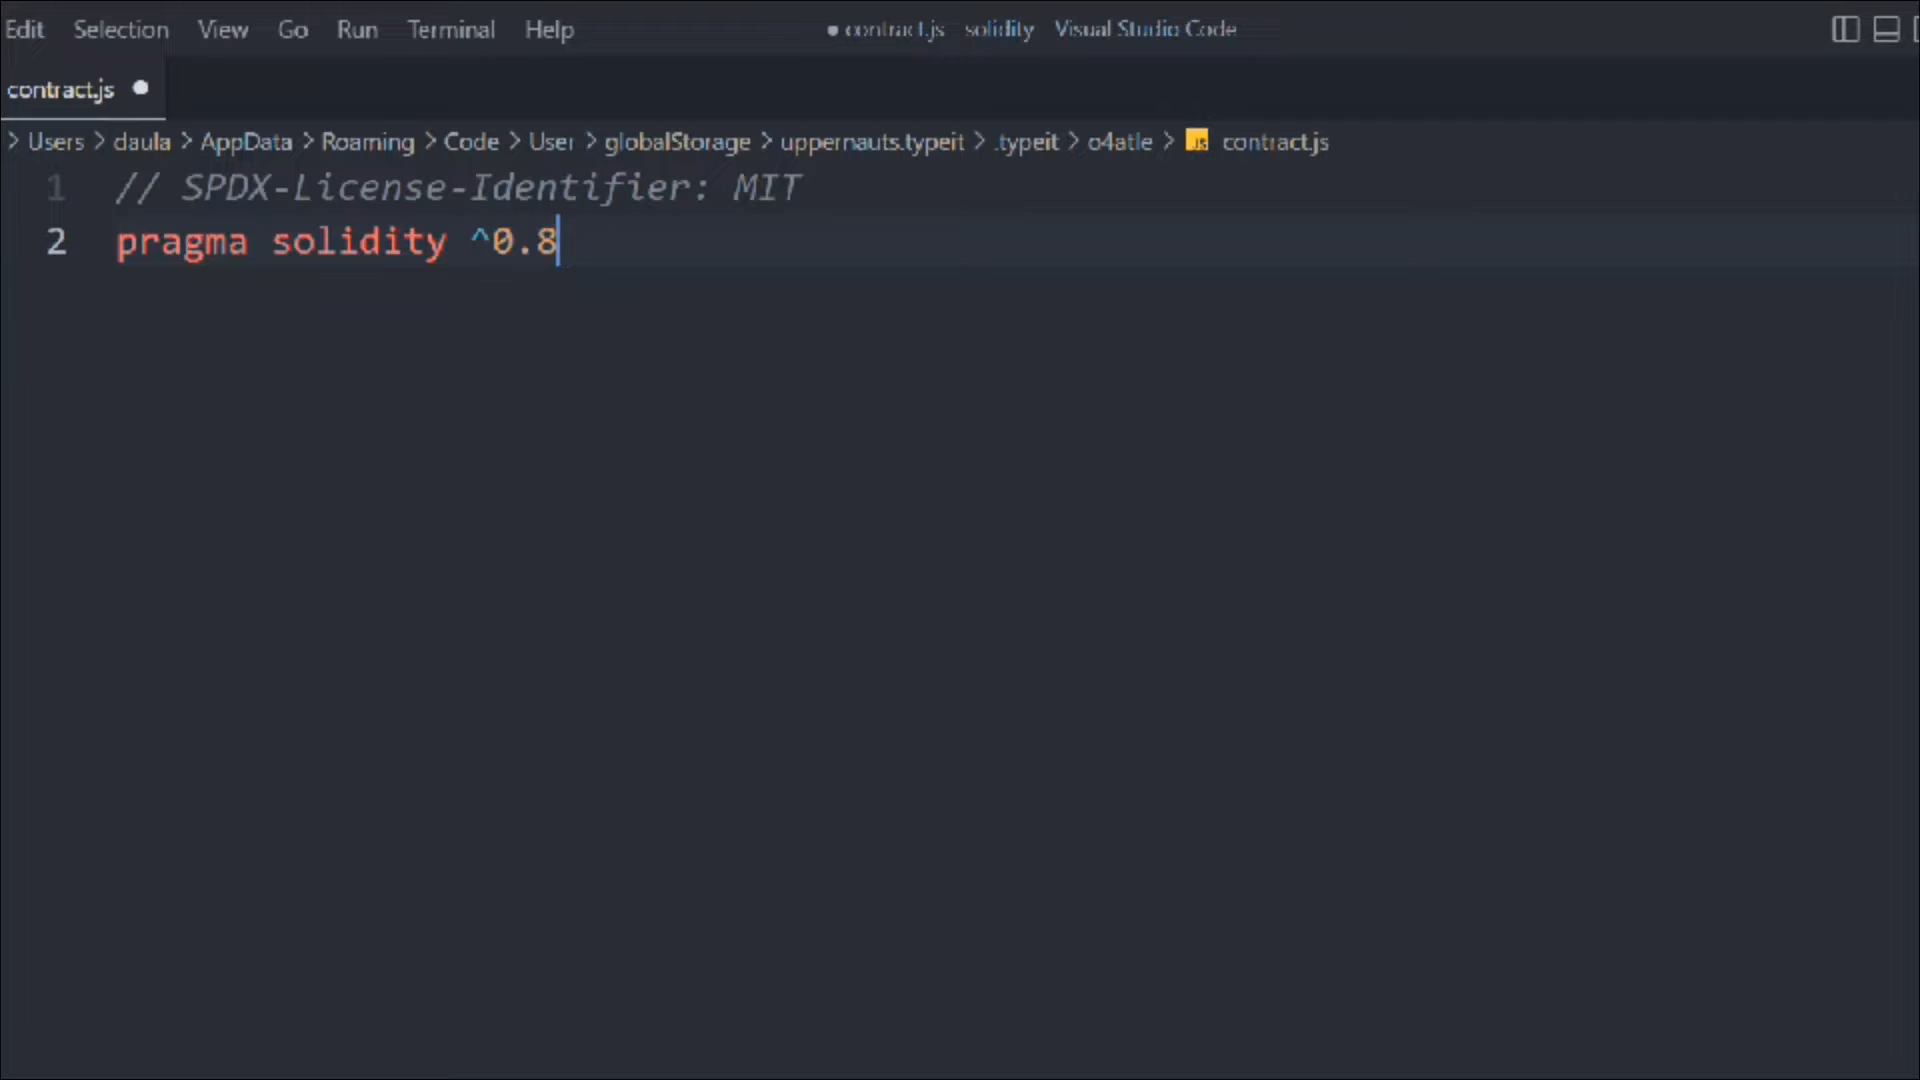 Edit Selection View Go Run Terminal Help ● contract.js solidity Visual Studio Code
contract.js ●
> Users > daula > AppData > Roaming > Code > User > globalStorage > uppernauts.typeit > .typeit > o4atle > JS contract.js
1 // SPDX-License-Identifier: MIT
2 pragma solidity ^0.8